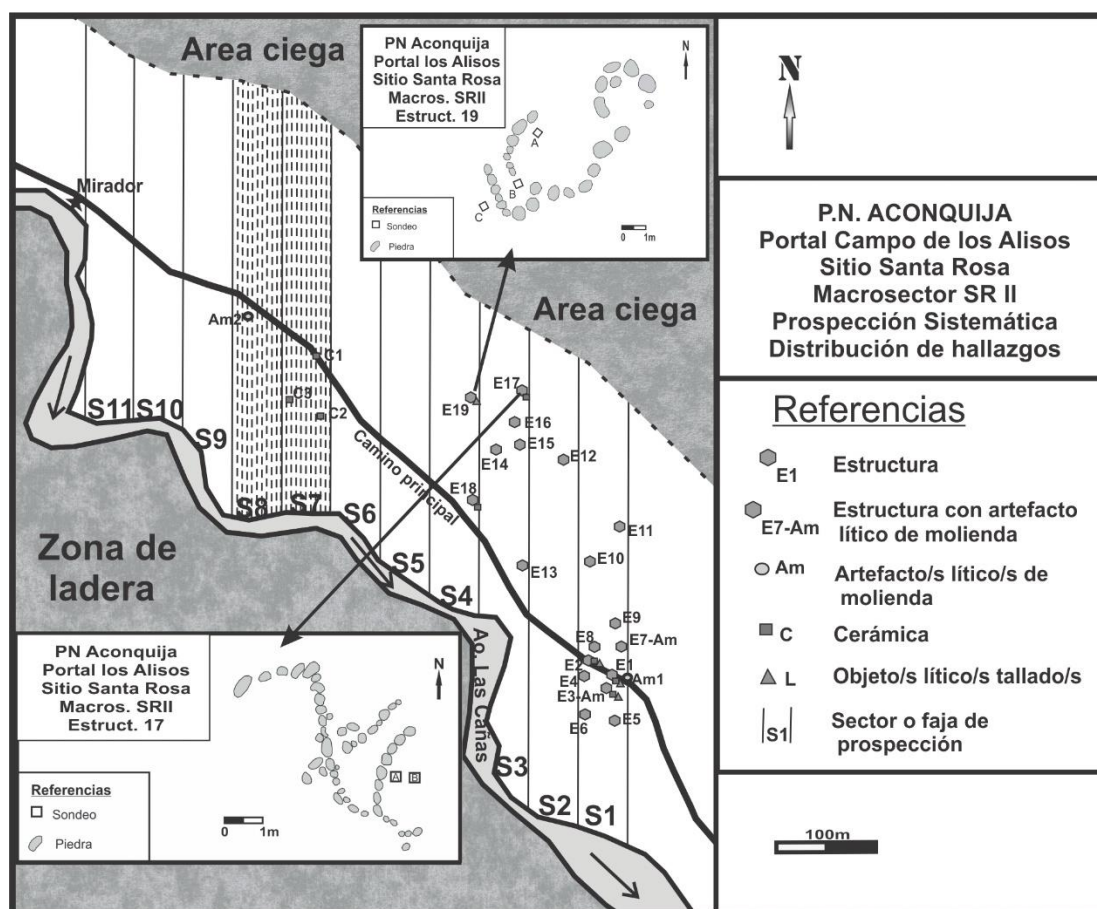 Area ciega
PN Aconquija
Portal los Alisos
Sitio Santa Rosa
Macros. SRII
Estruct. 19
N
A
B
C
Referencias
Sondeo
Piedra
0 1m
Mirador
Area ciega
Am2
C1
C3
C2
E17
E19
E16
E15
E14
E12
Camino principal
E18
E11
E13
E10
S11
S10
S9
S8
S7
S6
S5
S4
Zona de
ladera
Ao. Las Cañas
E9
E8
E7-Am
E2
E1
E4
Am1
E3-Am
E6
E5
S3
S2
S1
PN Aconquija
Portal los Alisos
Sitio Santa Rosa
Macros. SRII
Estruct. 17
N
A
B
Referencias
Sondeo
Piedra
0 1m
N
P.N. ACONQUIJA
Portal Campo de los Alisos
Sitio Santa Rosa
Macrosector SR II
Prospección Sistemática
Distribución de hallazgos
Referencias
E1 Estructura
E7-Am Estructura con artefacto
lítico de molienda
Am Artefacto/s lítico/s de
molienda
C Cerámica
L Objeto/s lítico/s tallado/s
S1 Sector o faja de
prospección
100m